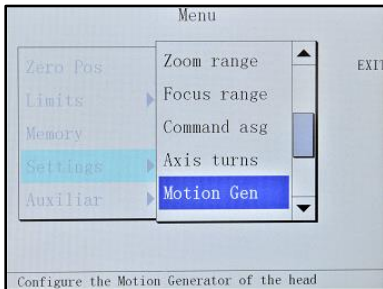 Menu
Zero Pos
Limits
Memory
Settings
Auxiliar
Zoom range
Focus range
Command asg
Axis turns
Motion Gen
EXIT
Configure the Motion Generator of the head